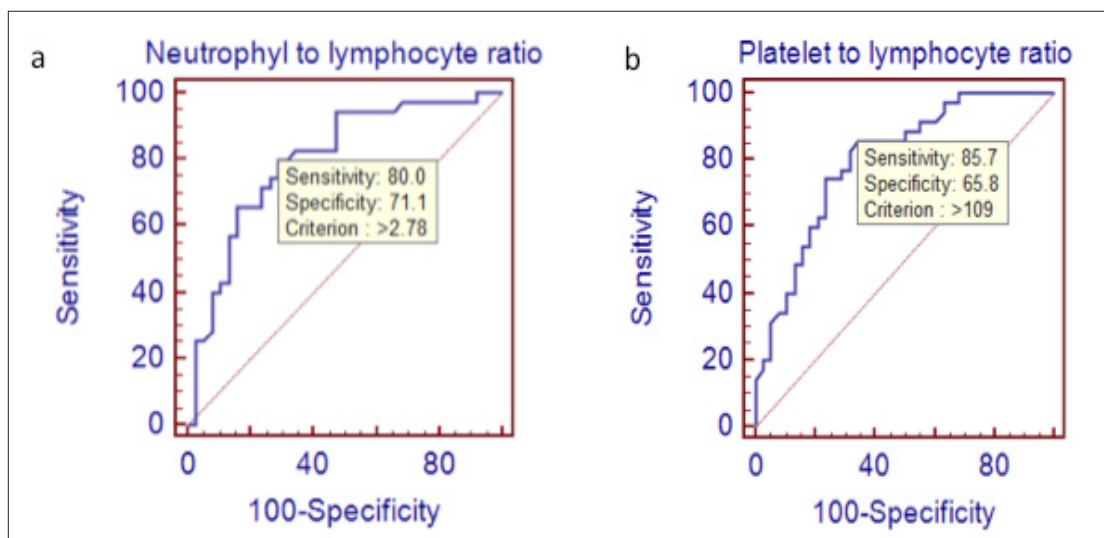 a
Neutrophyl to lymphocyte ratio
100
80
60
40
20
0
Sensitivity
Sensitivity: 80.0
Specificity: 71.1
Criterion : >2.78
0 40 80
100-Specificity
b
Platelet to lymphocyte ratio
100
80
60
40
20
0
Sensitivity
Sensitivity: 85.7
Specificity: 65.8
Criterion : >109
0 40 80
100-Specificity